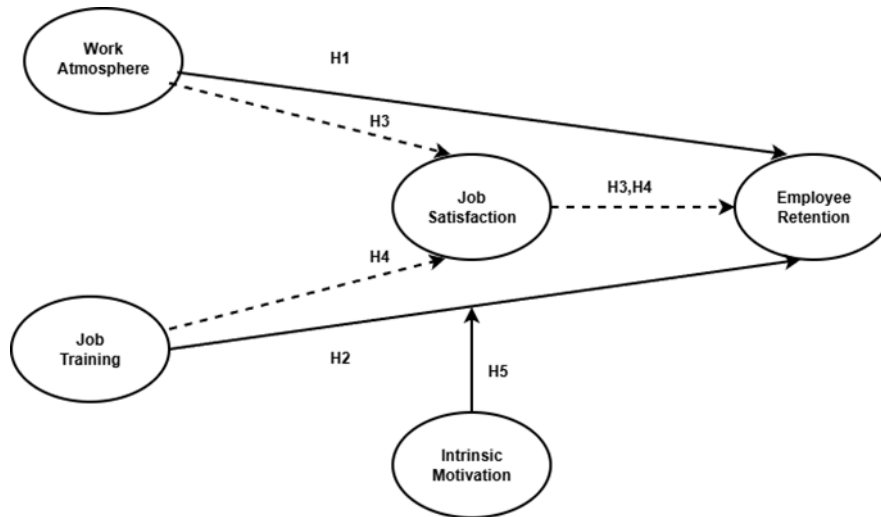 Work
Atmosphere
H1
H3
Job
Satisfaction
H3,H4
Employee
Retention
H4
Job
Training
H2
H5
Intrinsic
Motivation